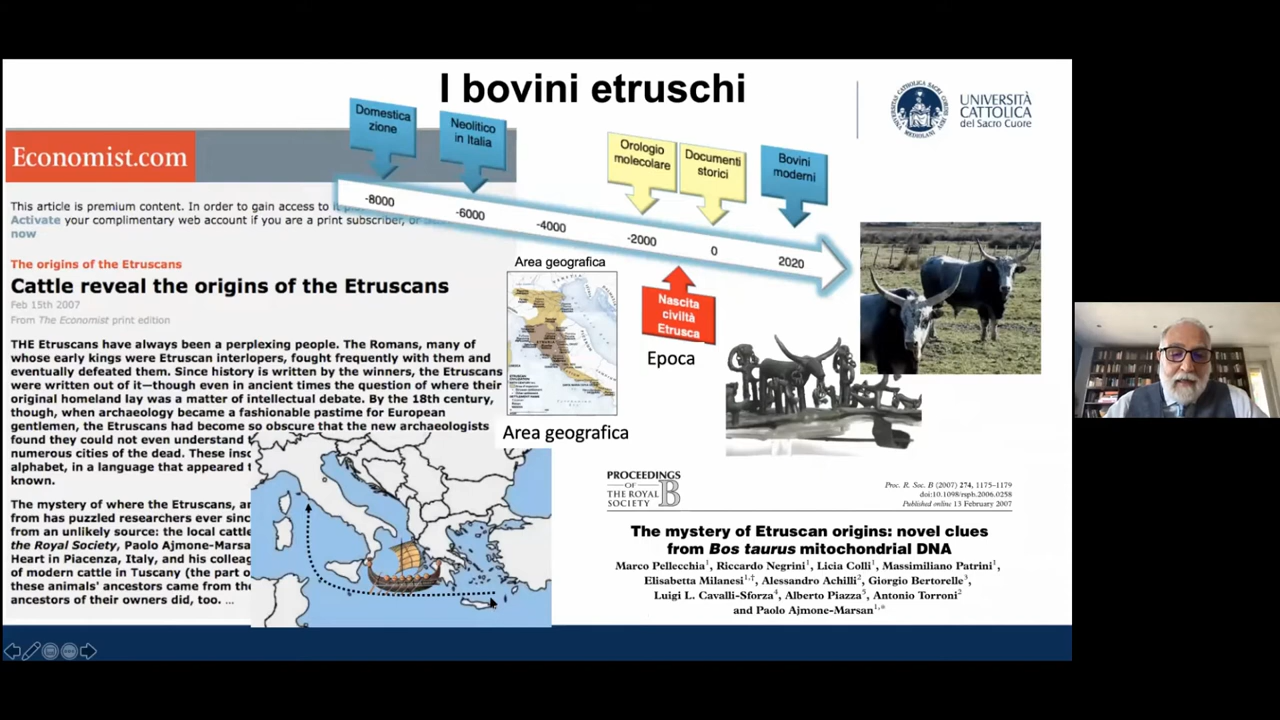 I bovini etruschi
UNIVERSITÀ
CATTOLICA
del Sacro Cuore
Domestica
zione
Neolitico
in Italia
Orologio
molecolare
Documenti
storici
Bovini
moderni
-8000
-6000
-4000
-2000
0
2020
Nascita
civiltà
Etrusca
Epoca
Economist.com
This article is premium content. In order to gain access to
Activate your complimentary web account if you are a print subscriber,
now
The origins of the Etruscans
Cattle reveal the origins of the Etruscans
Feb 15th 2007
From The Economist print edition
THE Etruscans have always been a perplexing people. The Romans, many of
whose early kings were Etruscan interlopers, fought frequently with them and
eventually defeated them. Since history is written by the winners, the Etruscans
were written out of it—though even in ancient times the question of where their
original homeland lay was a matter of intellectual debate. By the 18th century,
though, when archaeology became a fashionable pastime for European
gentlemen, the Etruscans had become so obscure that the new archaeologists
found they could not even understand
numerous cities of the dead. These
alphabet, in a language that appeared
known.
The mystery of where the Etruscans,
from has puzzled researchers ever
from an unlikely source: the local cattle
the Royal Society, Paolo Ajmone-Marsa
Heart in Piacenza, Italy, and his
of modern cattle in Tuscany (the part
these animals' ancestors came from the
ancestors of their owners did, too. ...
Area geografica
Area geografica
PROCEEDINGS
OF
THE ROYAL
SOCIETY
B
Proc. R. Soc. B (2007) 274, 1175–1179
doi:10.1098/rspb.2006.0258
Published online 13 February 2007
The mystery of Etruscan origins: novel clues
from Bos taurus mitochondrial DNA
Marco Pellecchia1, Riccardo Negrini1, Licia Colli1, Massimiliano Patrini1,
Elisabetta Milanesi1,†, Alessandro Achilli2, Giorgio Bertorelle3,
Luigi L. Cavalli-Sforza4, Alberto Piazza5, Antonio Torroni2
and Paolo Ajmone-Marsan1,*